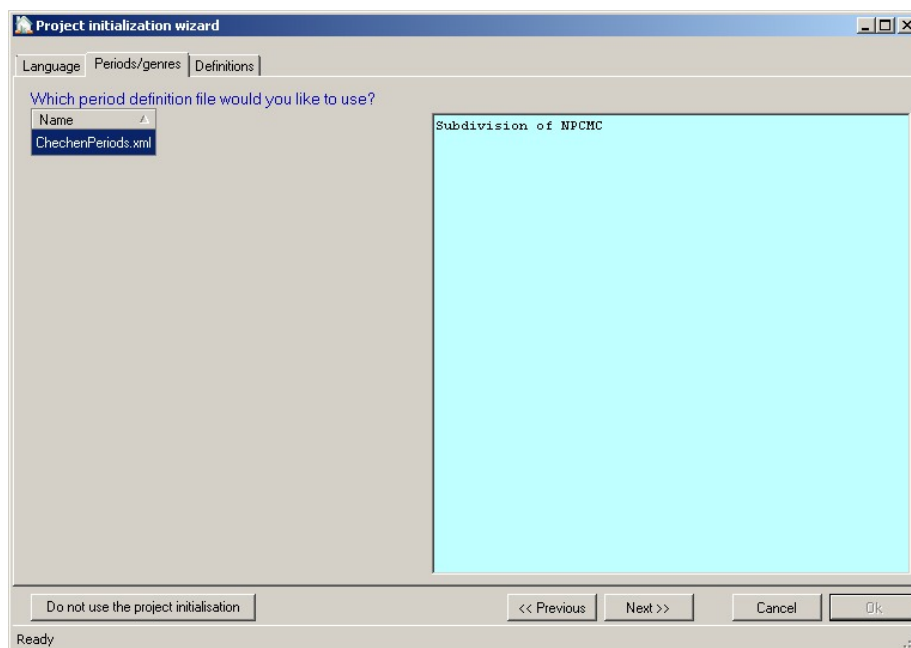 Project initialization wizard
Language Periods/genres Definitions
Which period definition file would you like to use?
Name
ChechenPeriods.xml
Subdivision of NPCMC
Do not use the project initialisation << Previous Next >> Cancel Ok
Ready